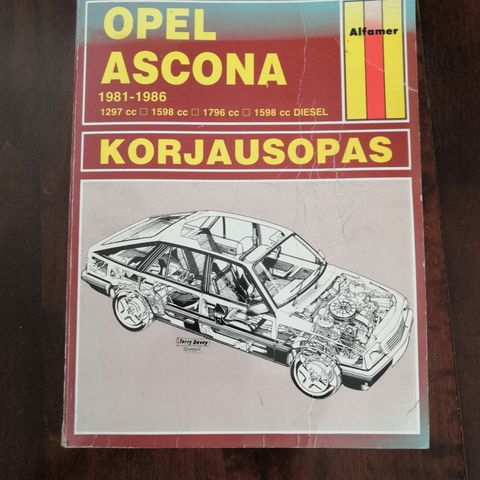 OPEL
ASCONA
1981-1986
1297 cc □ 1598 cc □ 1796 cc □ 1598 cc DIESEL
Alfamer
KORJAUSOPAS
Terry Davey